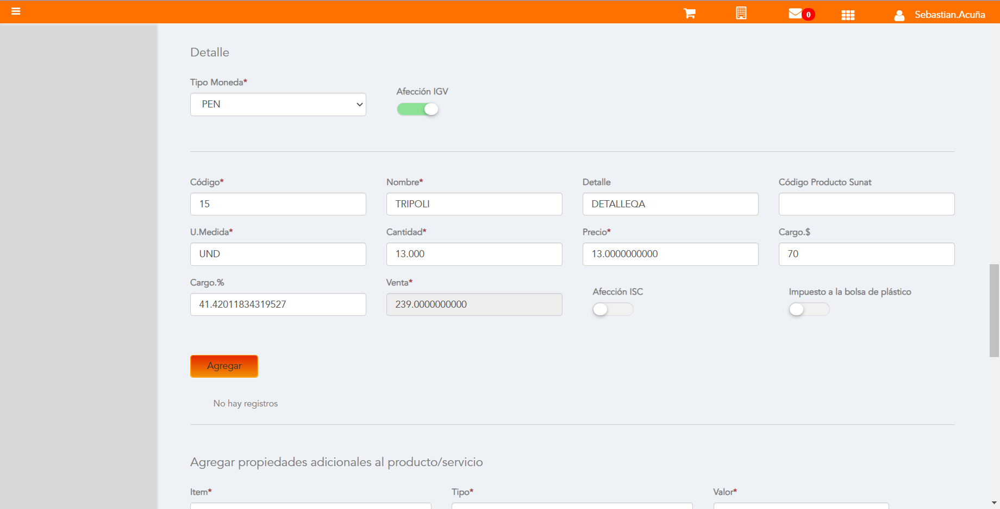 0
Sebastian.Acuña
Detalle
Tipo Moneda*
Afección IGV
PEN
Código* Nombre* Detalle Código Producto Sunat
15 TRIPOLI DETALLEQA
U.Medida* Cantidad* Precio* Cargo.$
UND 13.000 13.0000000000 70
Cargo.% Venta* Afección ISC Impuesto a la bolsa de plástico
41.42011834319527 239.0000000000
Agregar
No hay registros
Agregar propiedades adicionales al producto/servicio
Item* Tipo* Valor*